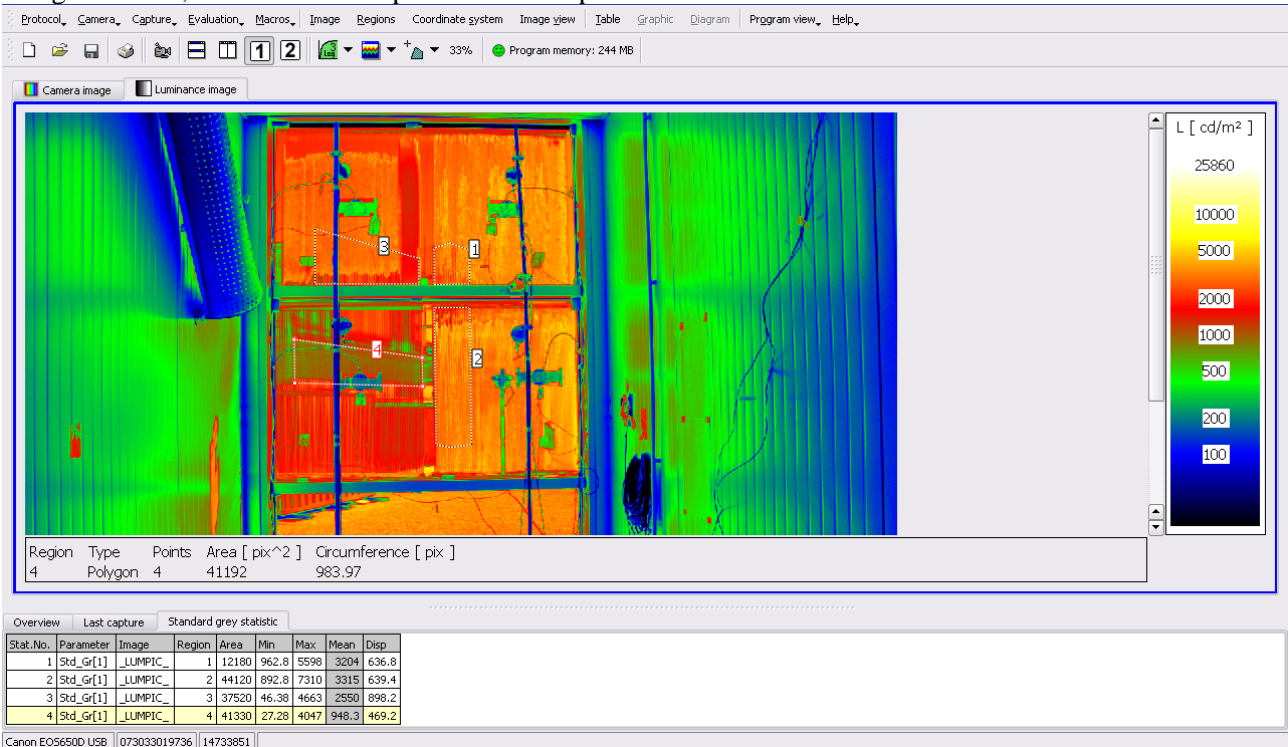 Protocol Camera Capture Evaluation Macros Image Regions Coordinate system Image view Table Graphic Diagram Program view Help
1 2 33% Program memory: 244 MB
Camera image Luminance image
L [ cd/m² ]
25860
10000
5000
2000
1000
500
200
100
3
1
4
2
Region Type Points Area [ pix^2 ] Circumference [ pix ]
4 Polygon 4 41192 983.97
Overview Last capture Standard grey statistic
Stat.No. Parameter Image Region Area Min Max Mean Disp
1 Std_Gr[1] _LUMPIC_ 1 12180 962.8 5598 3204 636.8
2 Std_Gr[1] _LUMPIC_ 2 44120 892.8 7310 3315 639.4
3 Std_Gr[1] _LUMPIC_ 3 37520 46.38 4663 2550 898.2
4 Std_Gr[1] _LUMPIC_ 4 41330 27.28 4047 948.3 469.2
Canon EOS650D USB 073033019736 14733851